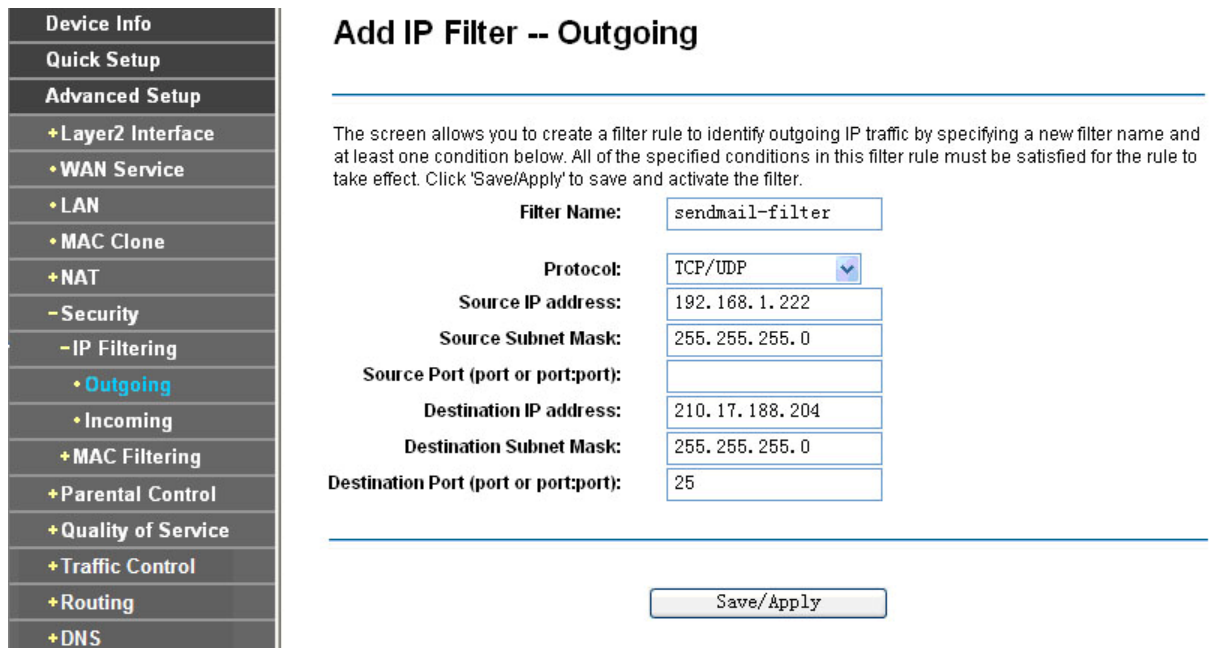 Device Info
Quick Setup
Advanced Setup
+Layer2 Interface
•WAN Service
•LAN
•MAC Clone
+NAT
-Security
-IP Filtering
•Outgoing
•Incoming
+MAC Filtering
+Parental Control
+Quality of Service
+Traffic Control
+Routing
+DNS
Add IP Filter -- Outgoing
The screen allows you to create a filter rule to identify outgoing IP traffic by specifying a new filter name and
at least one condition below. All of the specified conditions in this filter rule must be satisfied for the rule to
take effect. Click 'Save/Apply' to save and activate the filter.
Filter Name: sendmail-filter
Protocol: TCP/UDP
Source IP address: 192.168.1.222
Source Subnet Mask: 255.255.255.0
Source Port (port or port:port):
Destination IP address: 210.17.188.204
Destination Subnet Mask: 255.255.255.0
Destination Port (port or port:port): 25
Save/Apply